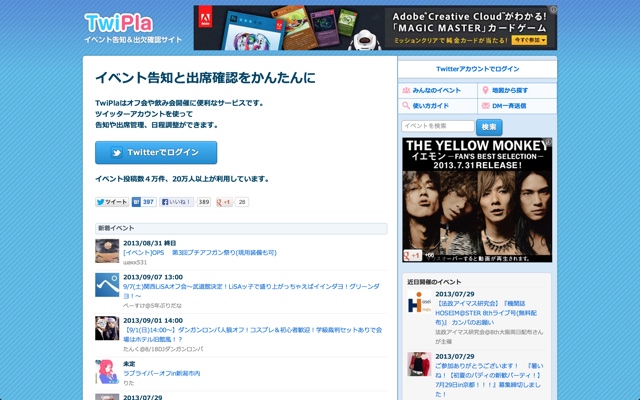 TwiPla
イベント告知&出欠確認サイト
Adobe Creative Cloudがわかる!
「MAGIC MASTER」カードゲーム
ミッションクリアで純金カードが当たる! 今すぐ参加
イベント告知と出席確認をかんたんに
TwiPlaはオフ会や飲み会開催に便利なサービスです。
ツイッターアカウントを使って
告知や出席管理、日程調整ができます。
Twitterでログイン
イベント投稿数4万件、20万人以上が利用しています。
ツイート B! 397 いいね! 389 +1 28
新着イベント
2013/08/31 終日
[イベント]OPS 第3回プチアフガン祭り(現用装備も可)
uaxx531
2013/09/07 13:00
9/7(土)関西LiSAオフ会~武道館決定!LiSAッ子で盛り上がっちゃえばイインダヨ!グリーンダヨ!~
べーすけ@S年ぶりだな
2013/09/01 14:00
【9/1(日)14:00~】ダンガンロンパ人狼オフ!コスプレ&初心者歓迎!学級裁判セットありで会場はホテル旧館風!?
たんく@8/18DJダンガンロンパ
未定
ラブライバーオフin新潟市内
りた
2013/07/29
Twitterアカウントでログイン
みんなのイベント 地図から探す
使い方ガイド DM一斉送信
イベントを検索 検索
THE YELLOW MONKEY
イエモン -FAN'S BEST SELECTION-
2013.7.31 RELEASE!
+1 +66
スーパーすると動画が再生されます。
近日開催のイベント
2013/07/29
【法政アイマス研究会】『機関誌HOSEIM@STER 8thライブ号(無料配布)』 カンパのお願い
法政アイマス研究会@8th大阪両日配布さんが主催
2013/07/29
ご参加ありがとうございます! 『暑いね!【初夏のバティの新歓パーティ!】7月29日in京都!!!』募集締切しました!